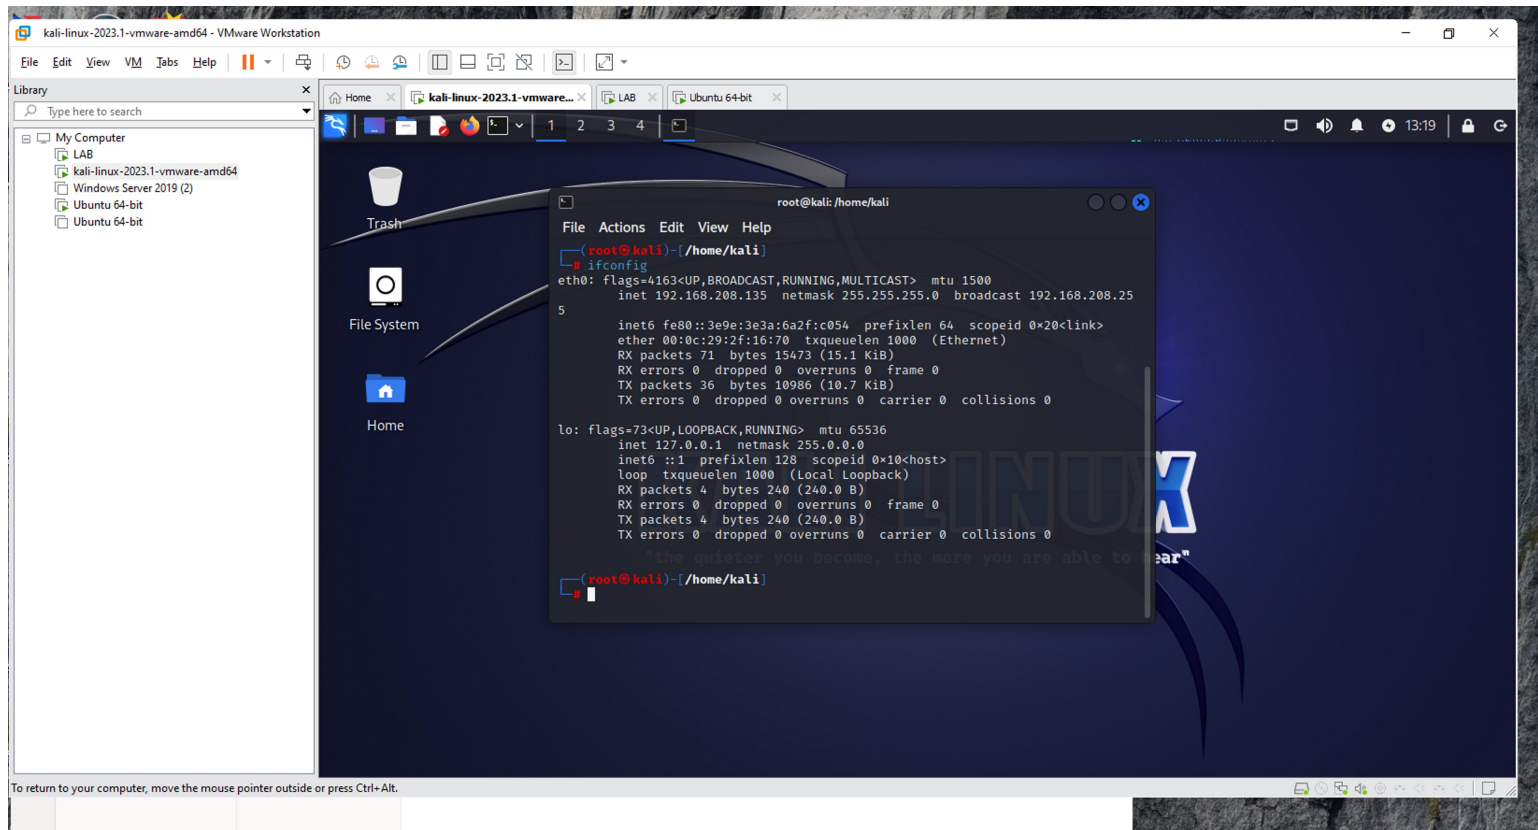 kali-linux-2023.1-vmware-amd64 - VMware Workstation
File Edit View VM Tabs Help
Library
Type here to search
My Computer
LAB
kali-linux-2023.1-vmware-amd64
Windows Server 2019 (2)
Ubuntu 64-bit
Ubuntu 64-bit
Home kali-linux-2023.1-vmware... LAB Ubuntu 64-bit
1 2 3 4 13:19
Trash
File System
Home
root@kali: /home/kali
File Actions Edit View Help
(root㉿kali)-[/home/kali]
# ifconfig
eth0: flags=4163<UP,BROADCAST,RUNNING,MULTICAST> mtu 1500
inet 192.168.208.135 netmask 255.255.255.0 broadcast 192.168.208.25
5
inet6 fe80::3e9e:3e3a:6a2f:c054 prefixlen 64 scopeid 0×20<link>
ether 00:0c:29:2f:16:70 txqueuelen 1000 (Ethernet)
RX packets 71 bytes 15473 (15.1 KiB)
RX errors 0 dropped 0 overruns 0 frame 0
TX packets 36 bytes 10986 (10.7 KiB)
TX errors 0 dropped 0 overruns 0 carrier 0 collisions 0
lo: flags=73<UP,LOOPBACK,RUNNING> mtu 65536
inet 127.0.0.1 netmask 255.0.0.0
inet6 ::1 prefixlen 128 scopeid 0×10<host>
loop txqueuelen 1000 (Local Loopback)
RX packets 4 bytes 240 (240.0 B)
RX errors 0 dropped 0 overruns 0 frame 0
TX packets 4 bytes 240 (240.0 B)
TX errors 0 dropped 0 overruns 0 carrier 0 collisions 0
(root㉿kali)-[/home/kali]
#
LINUX
"the quieter you become, the more you are able to hear"
To return to your computer, move the mouse pointer outside or press Ctrl+Alt.